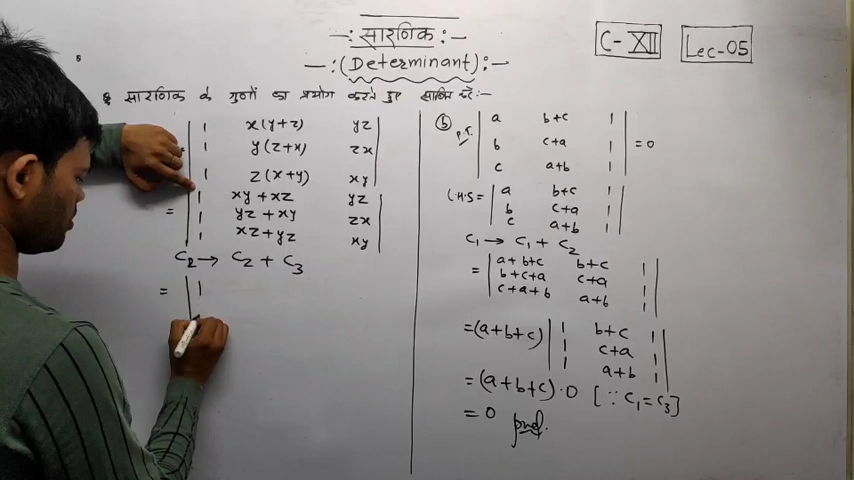 —: सारणिक :—
—:(Determinant):—
C- XII
Lec-05
सारणिक के गुणों का प्रयोग करते हुए साबित करें:—
| 1 x(y+z) yz |
| 1 y(z+x) zx |
| 1 z(x+y) xy |
= | 1 xy+xz yz |
| 1 yz+xy zx |
| 1 xz+yz xy |
C₂ → C₂ + C₃
= | 1
(b) P.T. | a b+c 1 |
| b c+a 1 | = 0
| c a+b 1 |
L.H.S = | a b+c 1 |
| b c+a 1 |
| c a+b 1 |
C₁ → C₁ + C₂
= | a+b+c b+c 1 |
| b+c+a c+a 1 |
| c+a+b a+b 1 |
=(a+b+c) | 1 b+c 1 |
| 1 c+a 1 |
| 1 a+b 1 |
=(a+b+c)·0 [∵ C₁=C₃]
= 0